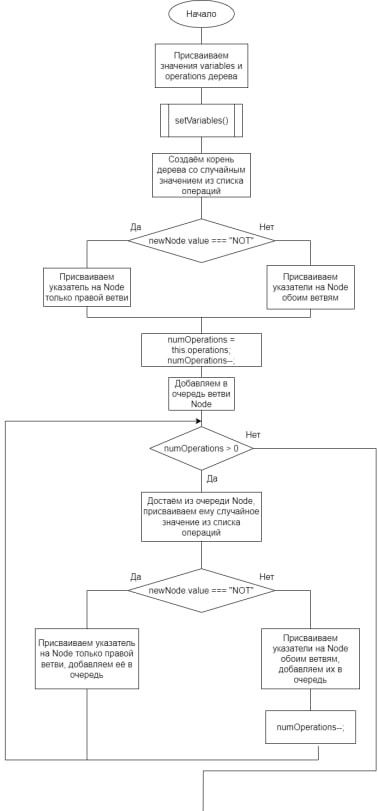 Начало
Присваиваем
значения variables и
operations дерева
setVariables()
Создаём корень
дерева со случайным
значением из списка
операций
Да
Нет
newNode.value === "NOT"
Присваиваем
указатель на Node
только правой ветви
Присваиваем
указатели на Node
обоим ветвям
numOperations =
this.operations;
numOperations--;
Добавляем в
очередь ветви
Node
Нет
numOperations > 0
Да
Достаём из очереди Node,
присваиваем ему случайное
значение из списка
операций
Да
Нет
newNode.value === "NOT"
Присваиваем указатель
на Node только правой
ветви, добавляем её в
очередь
Присваиваем
указатели на Node
обоим ветвям,
добавляем их в
очередь
numOperations--;